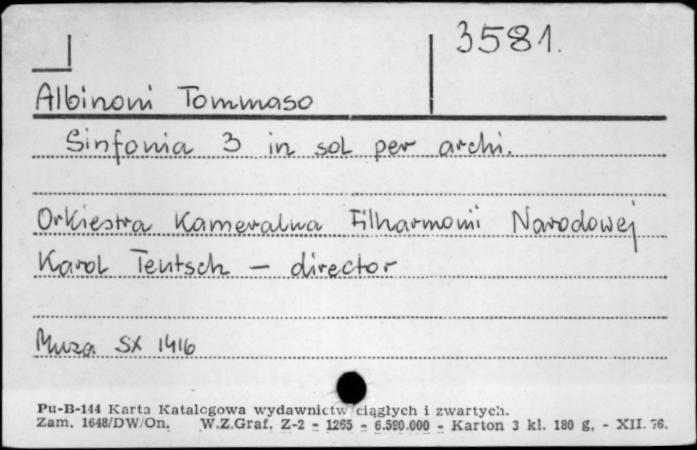 3581.
Albinoni Tommaso
Sinfonia 3 in sol per archi.
Orkiestra Kameralna Filharmonii Narodowej
Karol Teutsch – director
Muza SX 1416
Pu-B-144 Karta Katalogowa wydawnictw ciągłych i zwartych.
Zam. 1648/DW/On. W.Z.Graf. Z-2 - 1265 - 6.590.000 - Karton 3 kl. 180 g, - XII. 76.